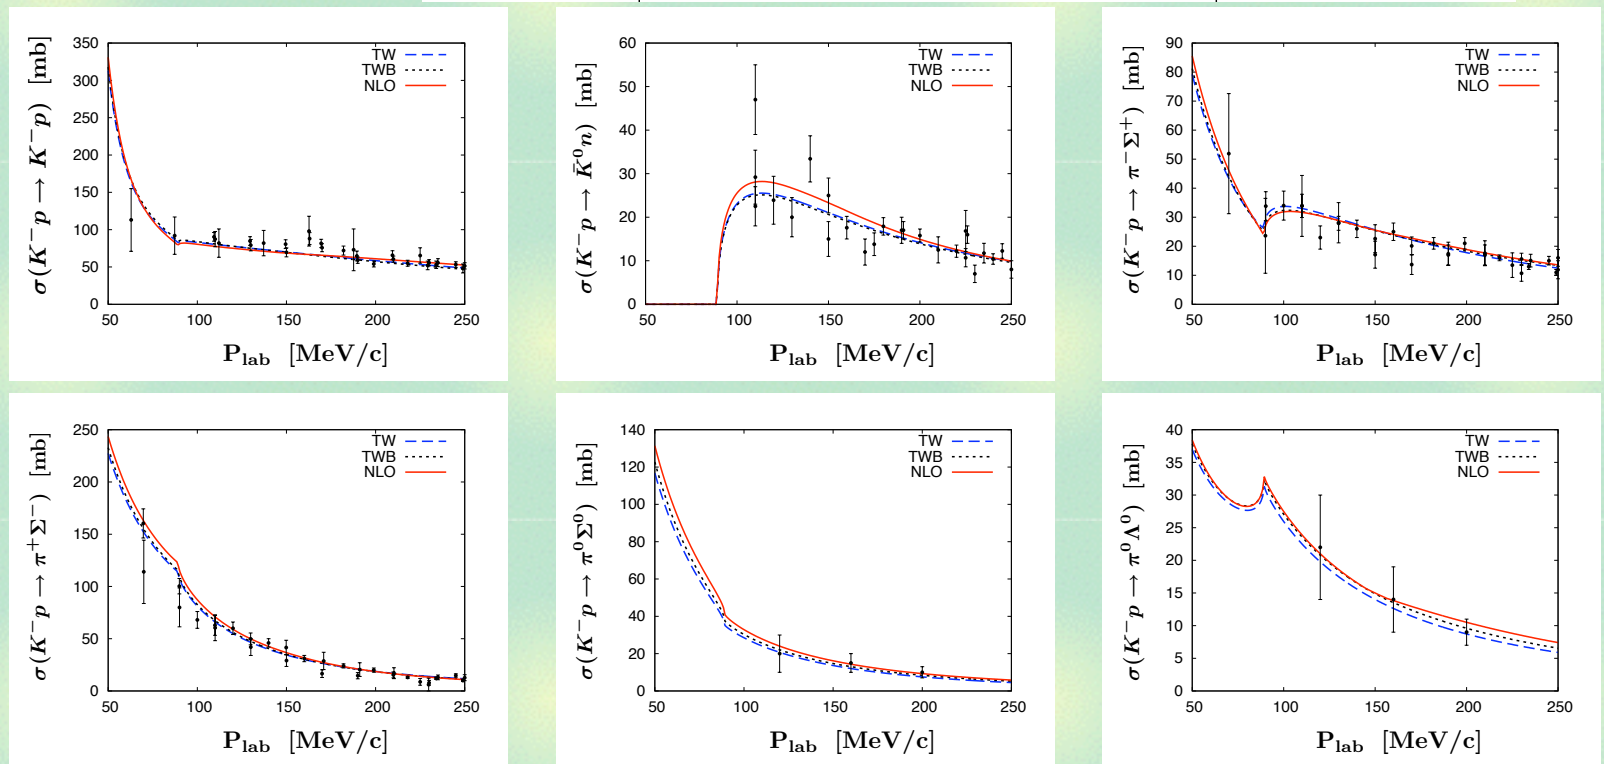 σ(K⁻p → K⁻p) [mb]
350
300
250
200
150
100
50
0
TW
TWB
NLO
50 100 150 200 250
P_lab [MeV/c]
σ(K⁻p → K̄⁰n) [mb]
60
50
40
30
20
10
0
TW
TWB
NLO
50 100 150 200 250
P_lab [MeV/c]
σ(K⁻p → π⁻Σ⁺) [mb]
90
80
70
60
50
40
30
20
10
0
TW
TWB
NLO
50 100 150 200 250
P_lab [MeV/c]
σ(K⁻p → π⁺Σ⁻) [mb]
250
200
150
100
50
0
TW
TWB
NLO
50 100 150 200 250
P_lab [MeV/c]
σ(K⁻p → π⁰Σ⁰) [mb]
140
120
100
80
60
40
20
0
TW
TWB
NLO
50 100 150 200 250
P_lab [MeV/c]
σ(K⁻p → π⁰Λ⁰) [mb]
40
35
30
25
20
15
10
5
0
TW
TWB
NLO
50 100 150 200 250
P_lab [MeV/c]